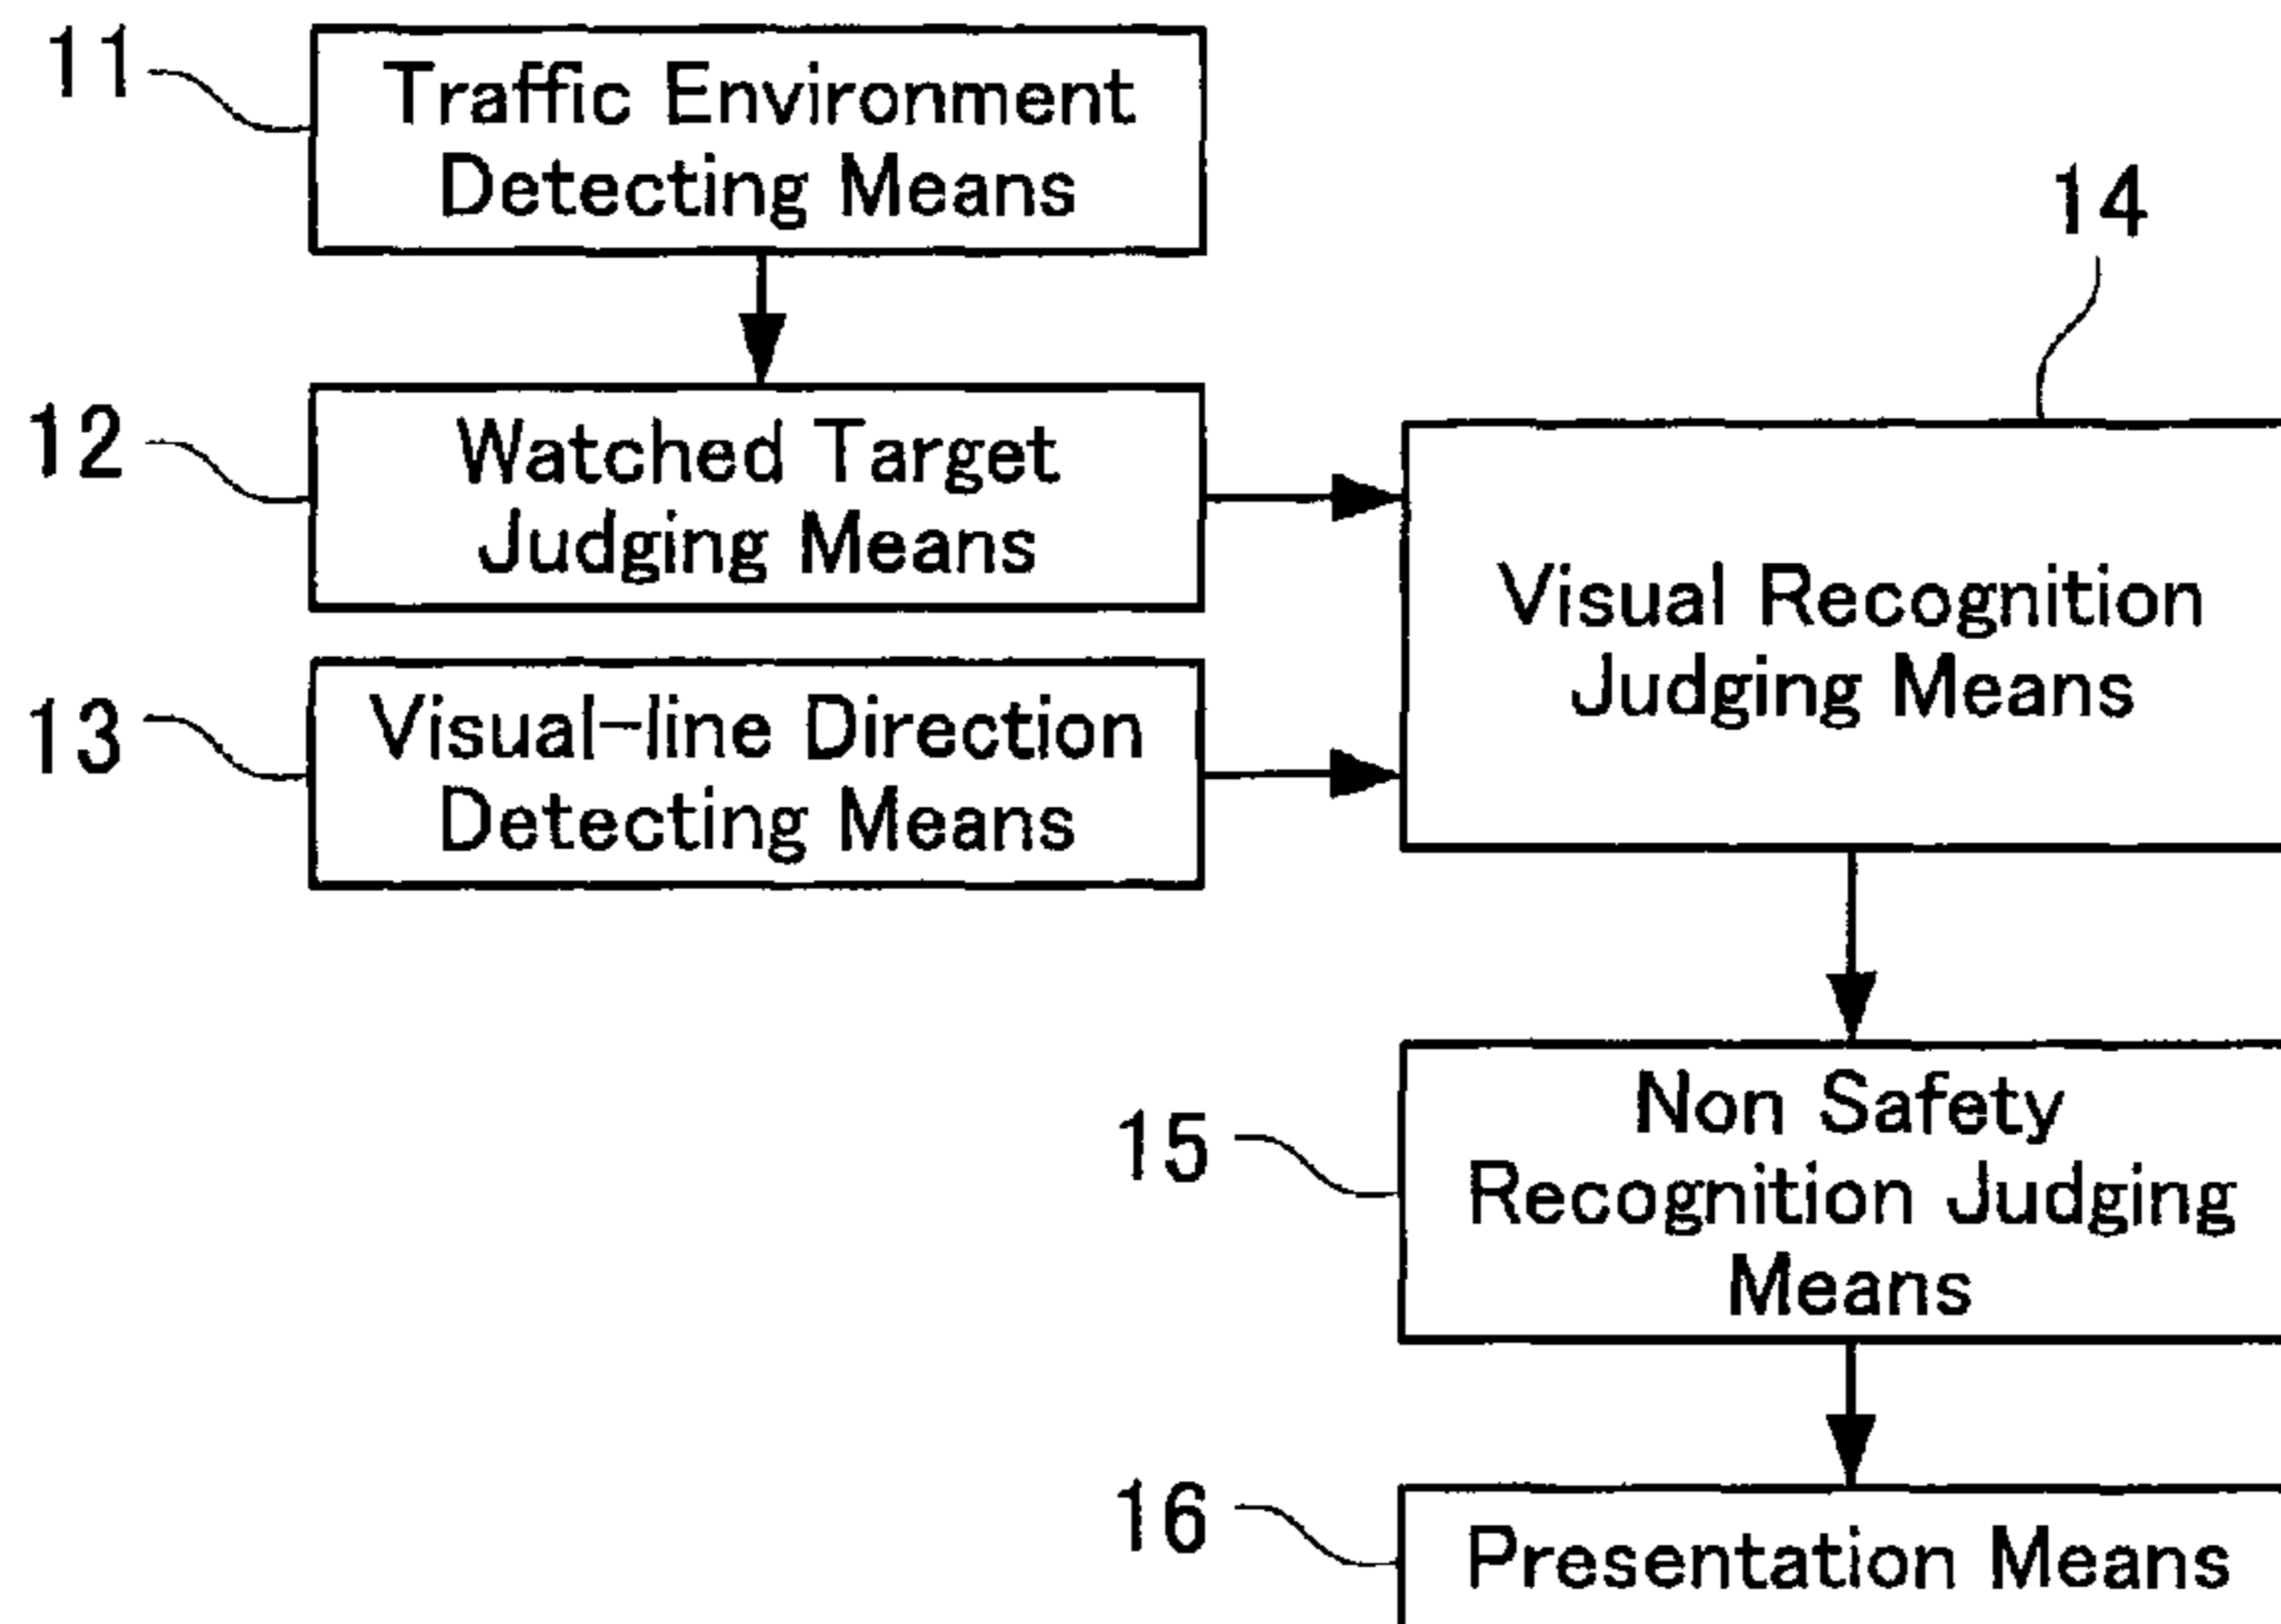 11
Traffic Environment
Detecting Means
12
Watched Target
Judging Means
13
Visual-line Direction
Detecting Means
14
Visual Recognition
Judging Means
15
Non Safety
Recognition Judging
Means
16
Presentation Means